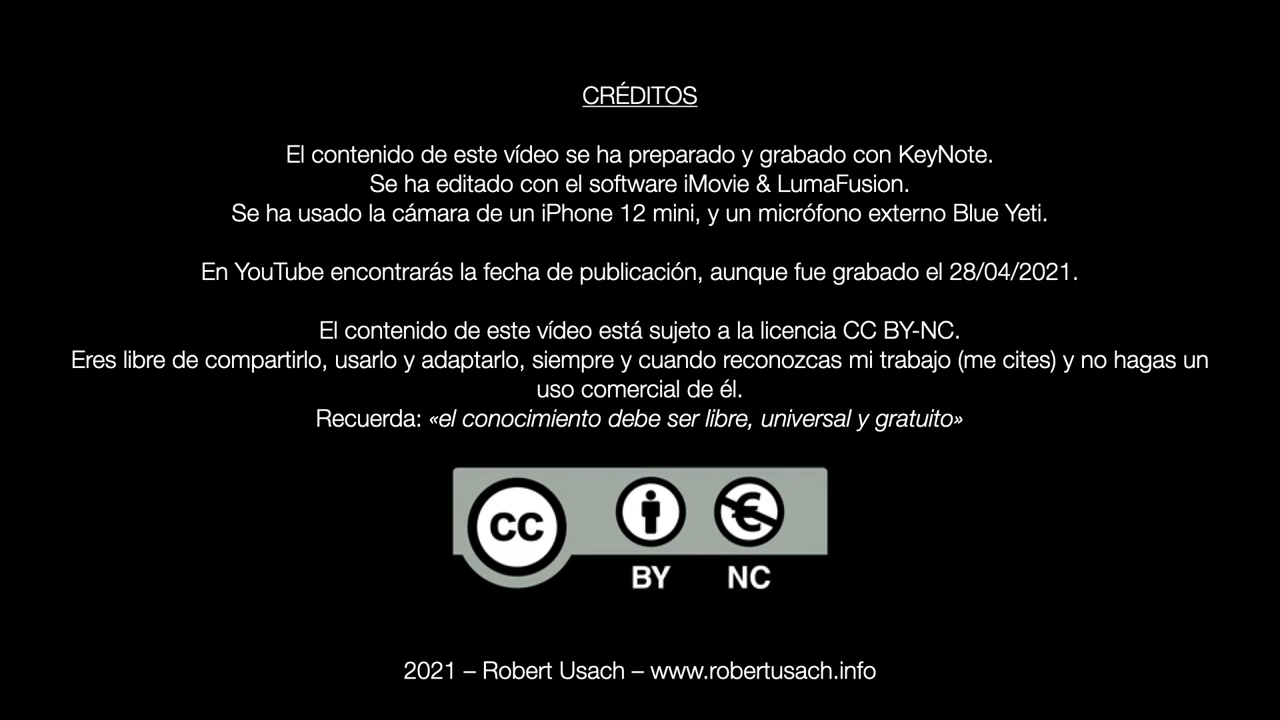 CRÉDITOS
El contenido de este vídeo se ha preparado y grabado con KeyNote.
Se ha editado con el software iMovie & LumaFusion.
Se ha usado la cámara de un iPhone 12 mini, y un micrófono externo Blue Yeti.
En YouTube encontrarás la fecha de publicación, aunque fue grabado el 28/04/2021.
El contenido de este vídeo está sujeto a la licencia CC BY-NC.
Eres libre de compartirlo, usarlo y adaptarlo, siempre y cuando reconozcas mi trabajo (me cites) y no hagas un
uso comercial de él.
Recuerda: «el conocimiento debe ser libre, universal y gratuito»
CC
BY NC
2021 – Robert Usach – www.robertusach.info